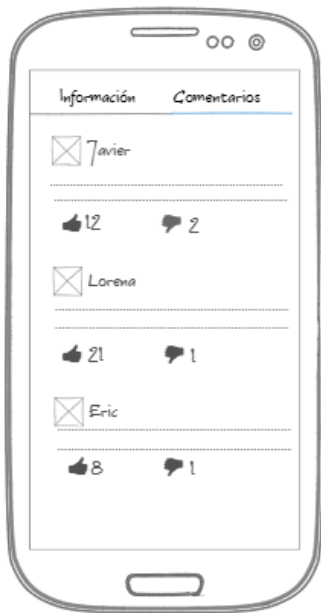 Información Comentarios
Javier
12 2
Lorena
21 1
Eric
8 1